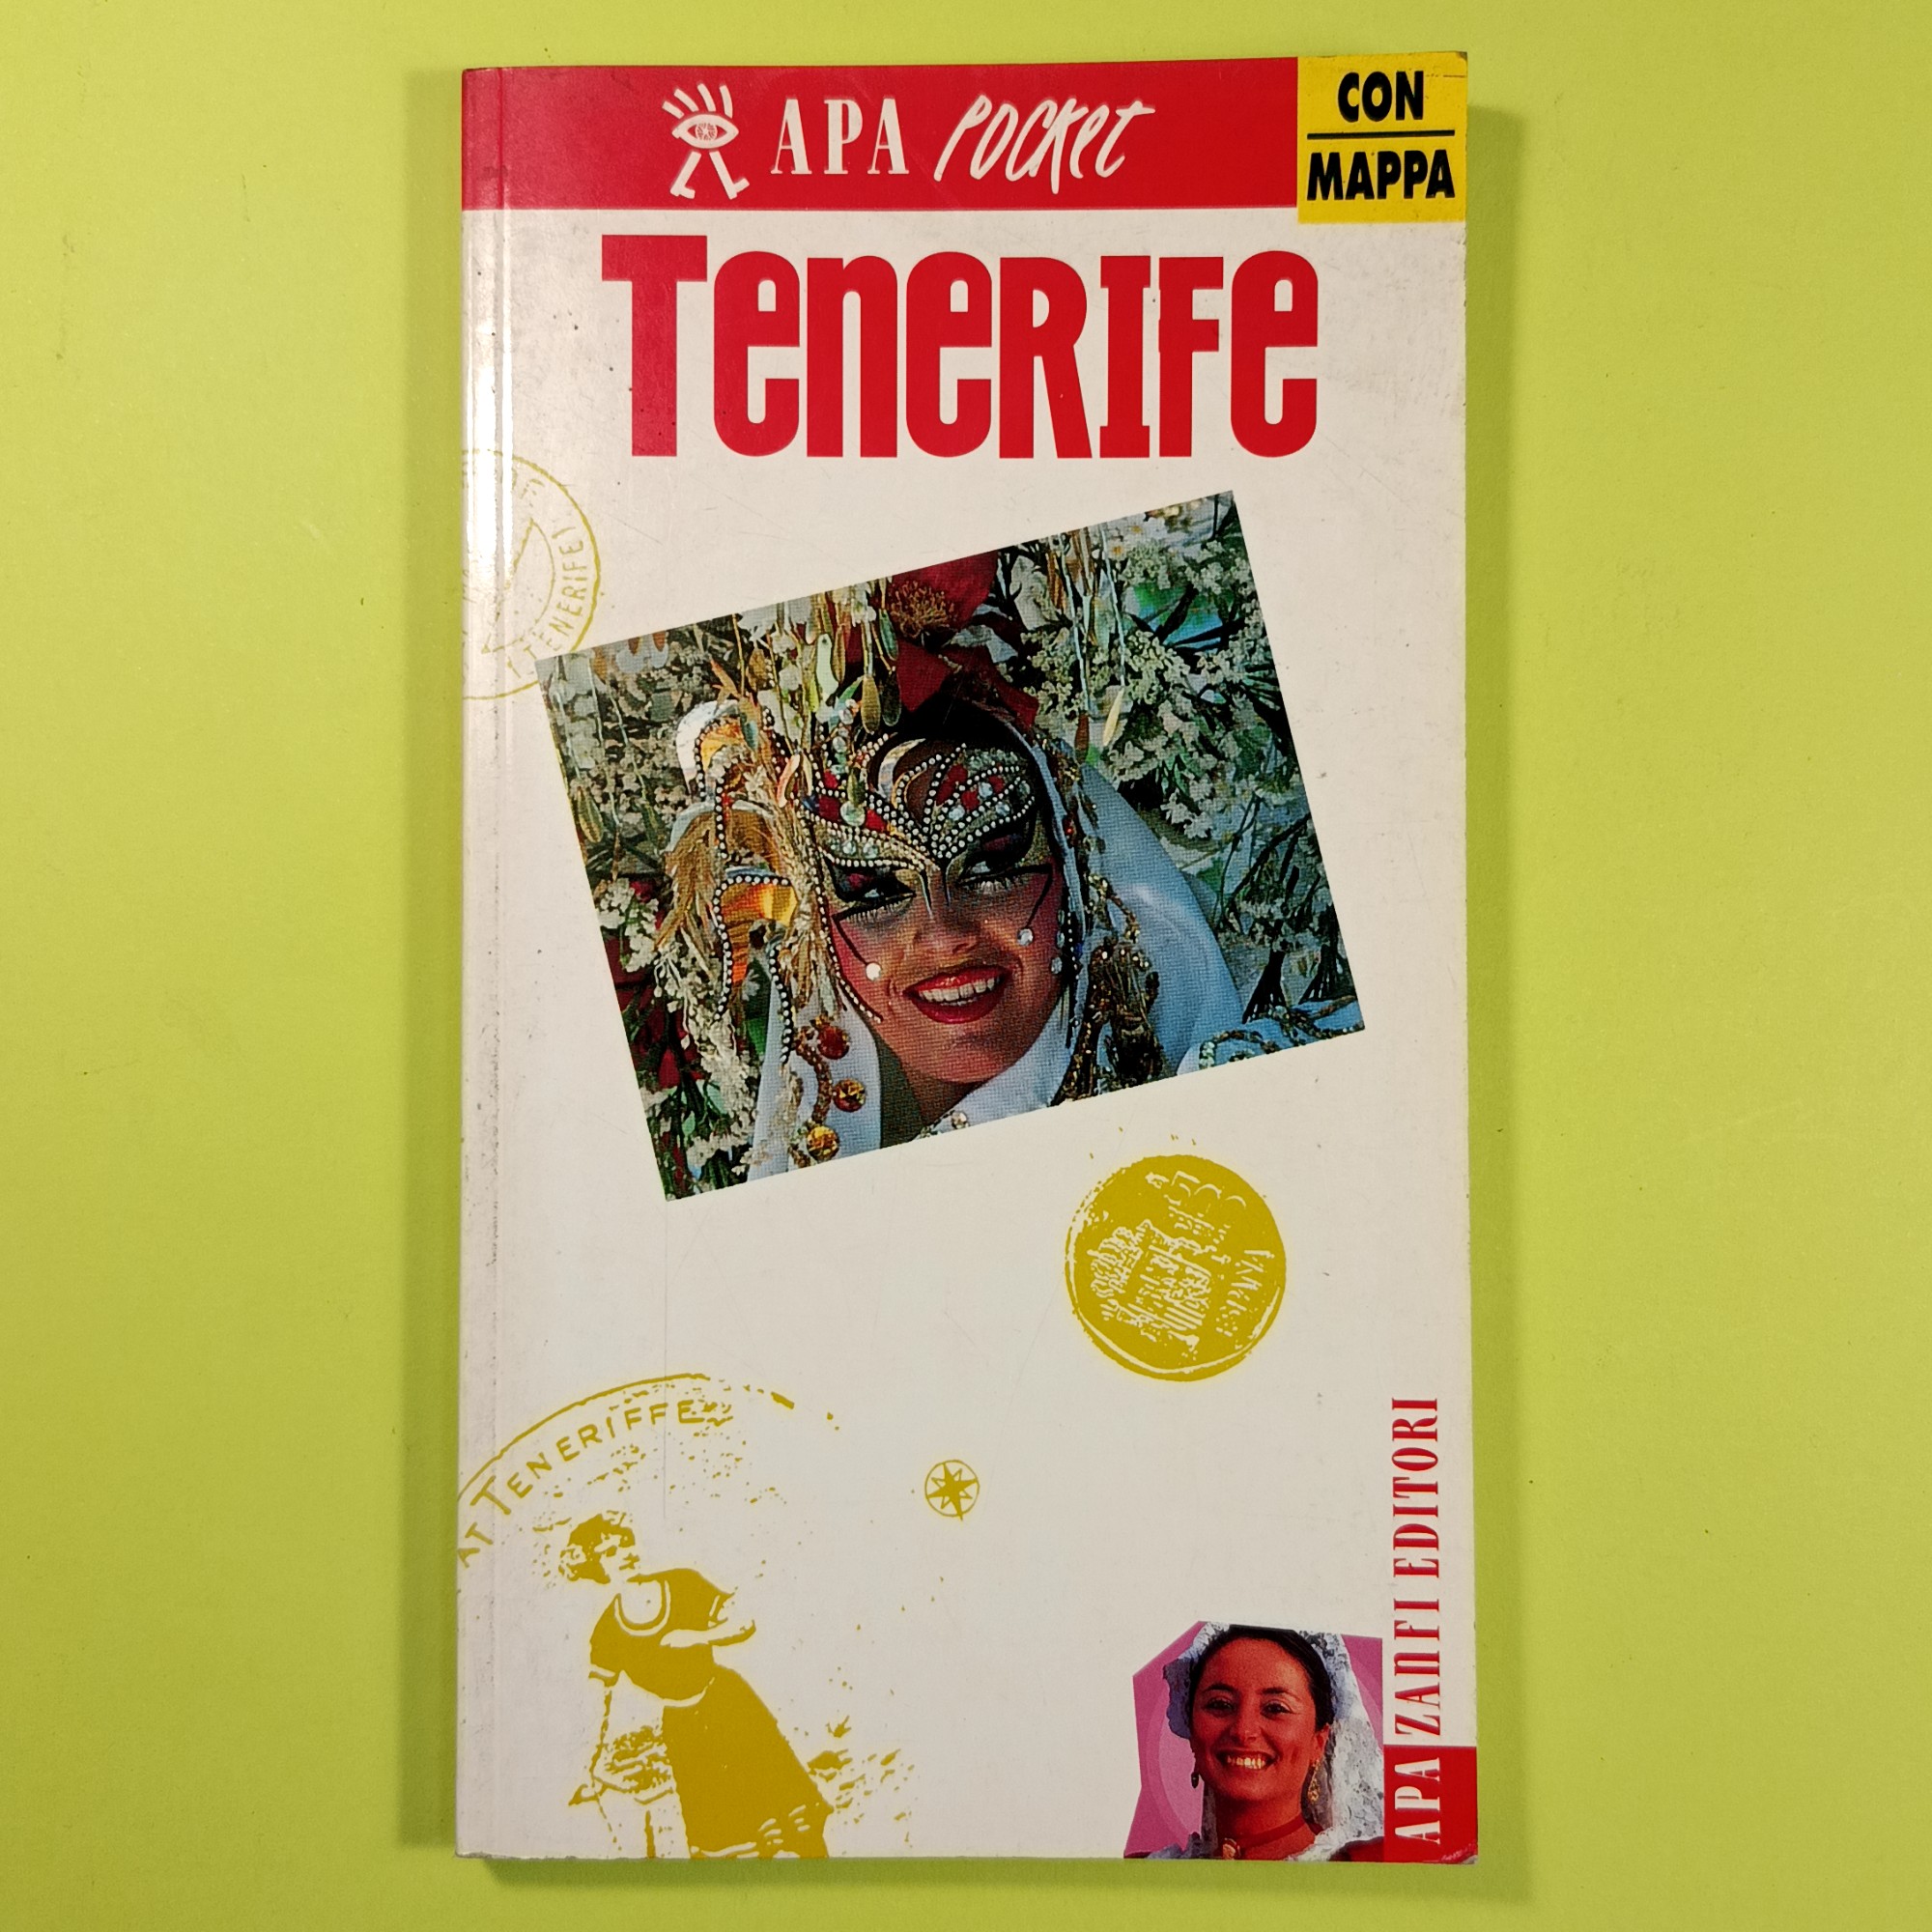 APA POCKET
CON
MAPPA
TENERIFE
TENERIFE
AT TENERIFFE
APA ZANFI EDITORI